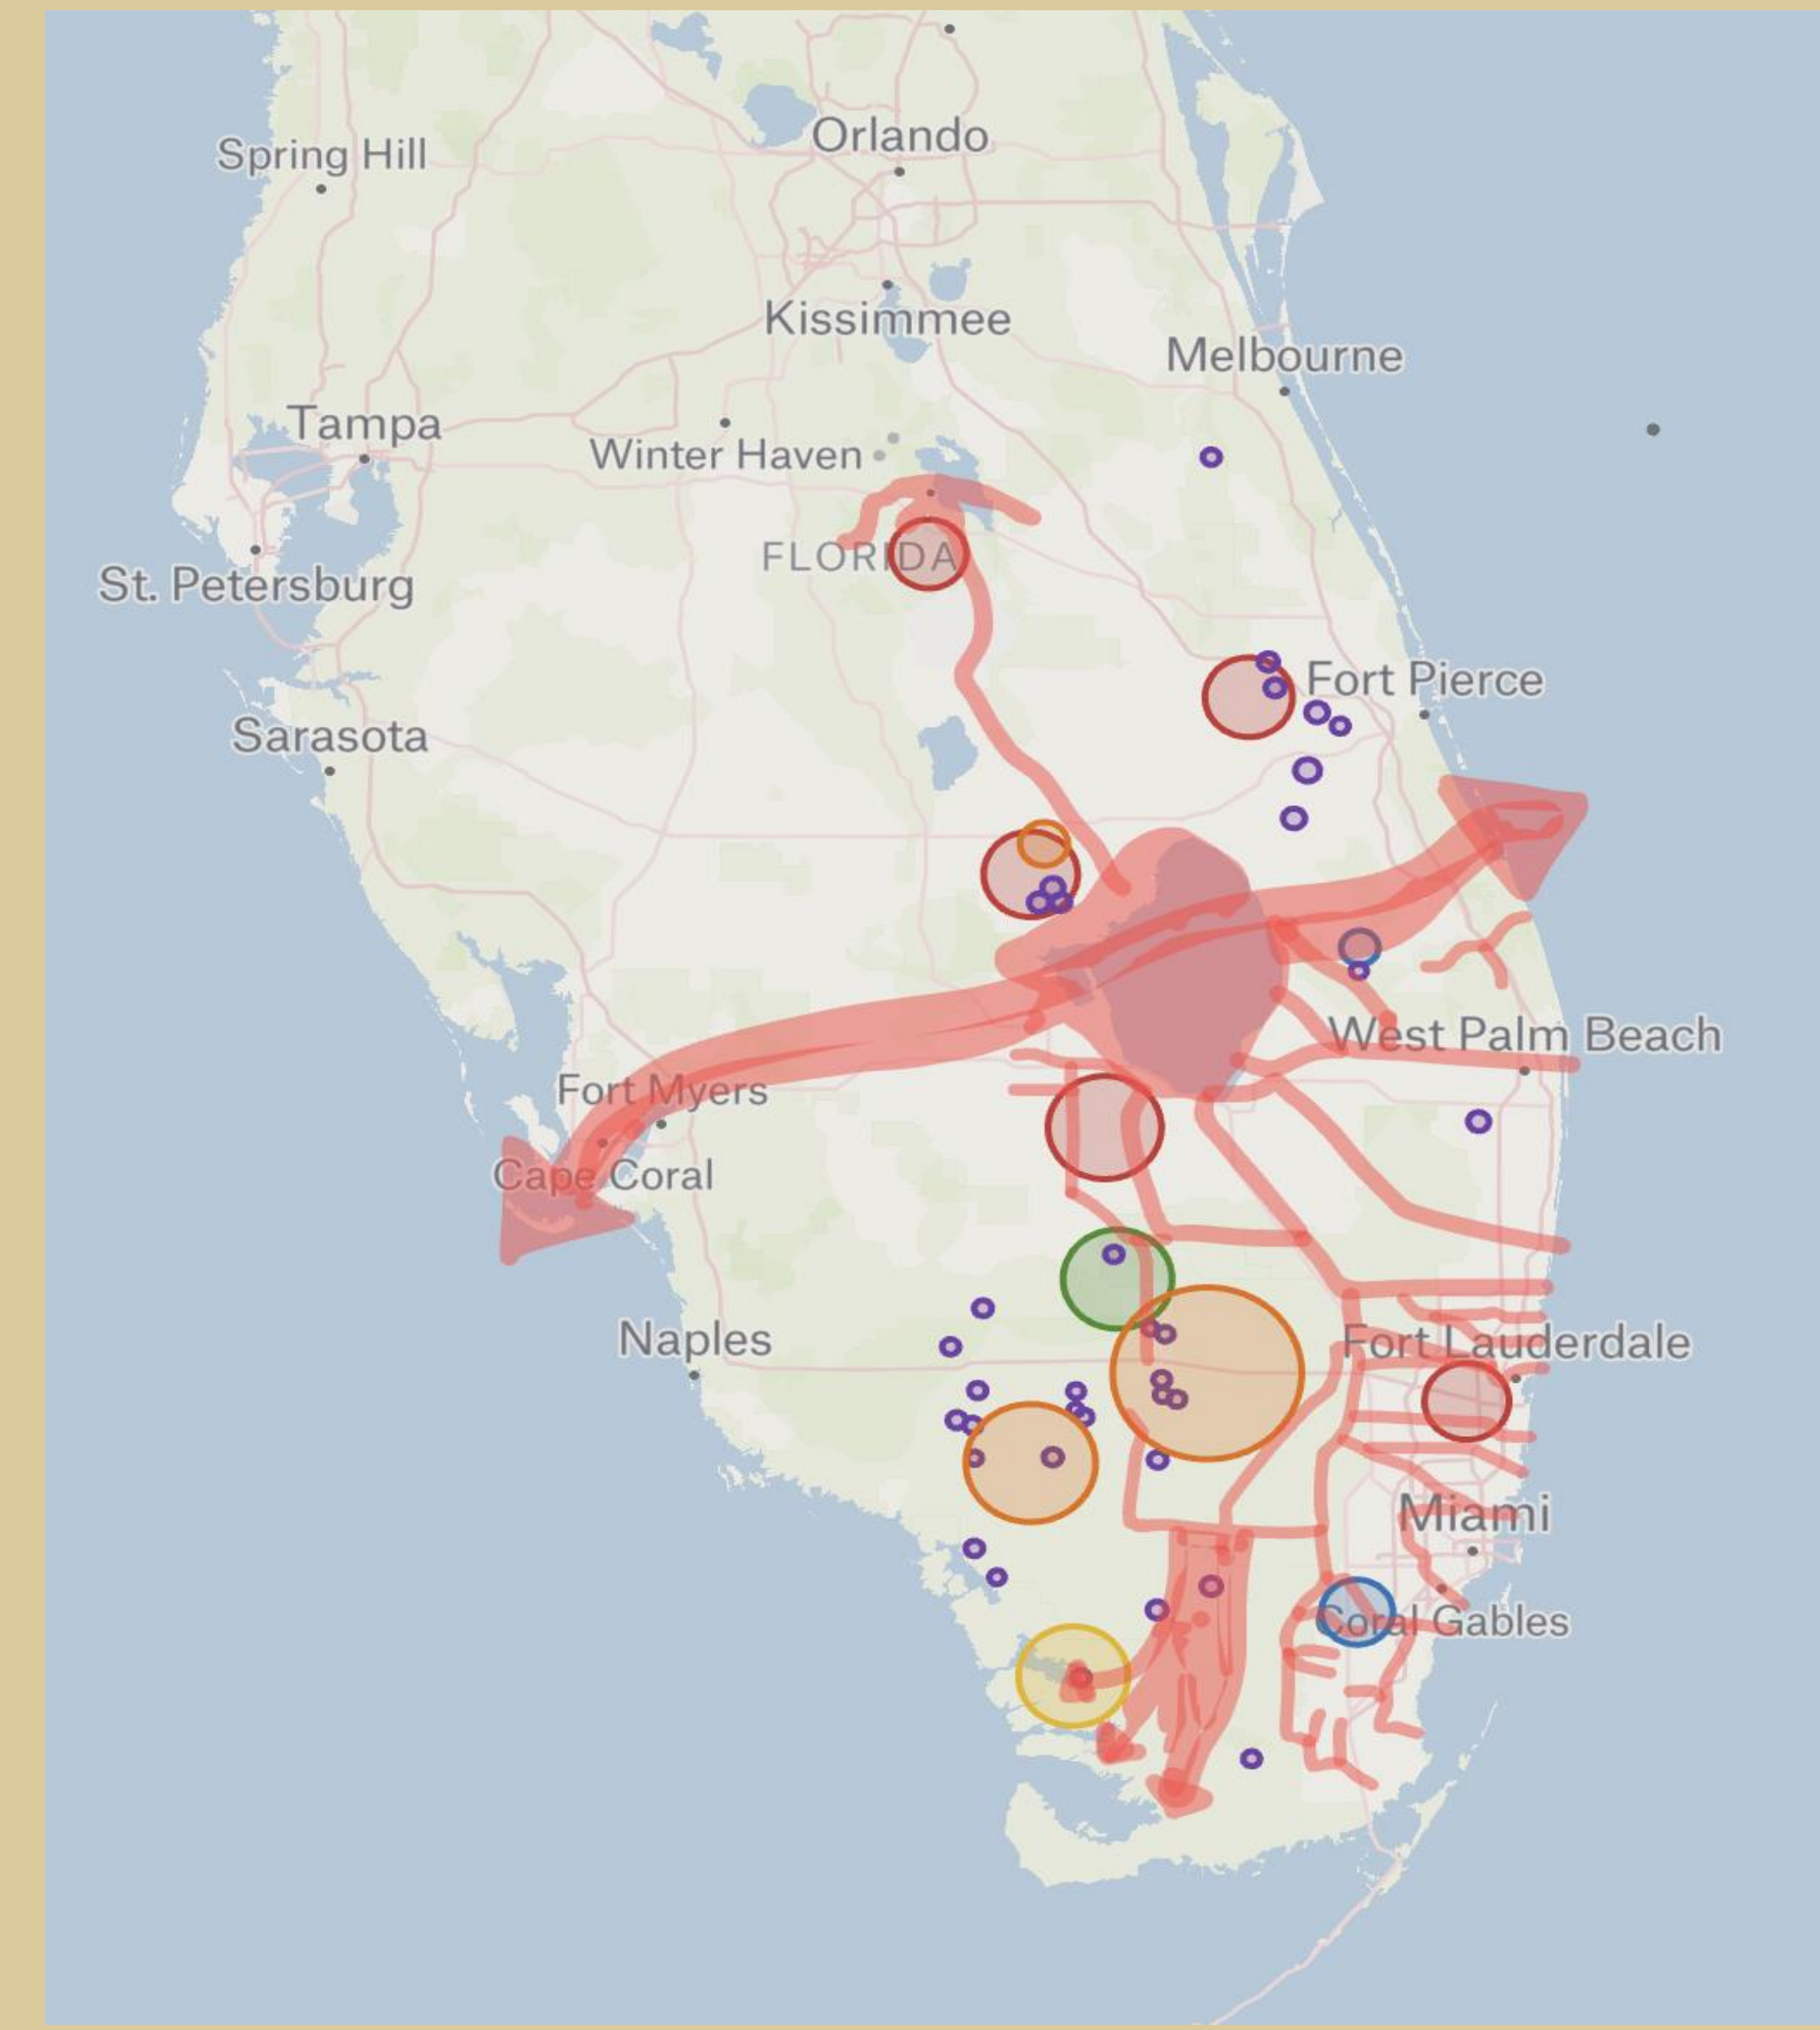 Orlando
Spring Hill
Kissimmee
Melbourne
Tampa
Winter Haven
FLORIDA
St. Petersburg
Fort Pierce
Sarasota
West Palm Beach
Fort Myers
Cape Coral
Naples
Fort Lauderdale
Miami
Coral Gables